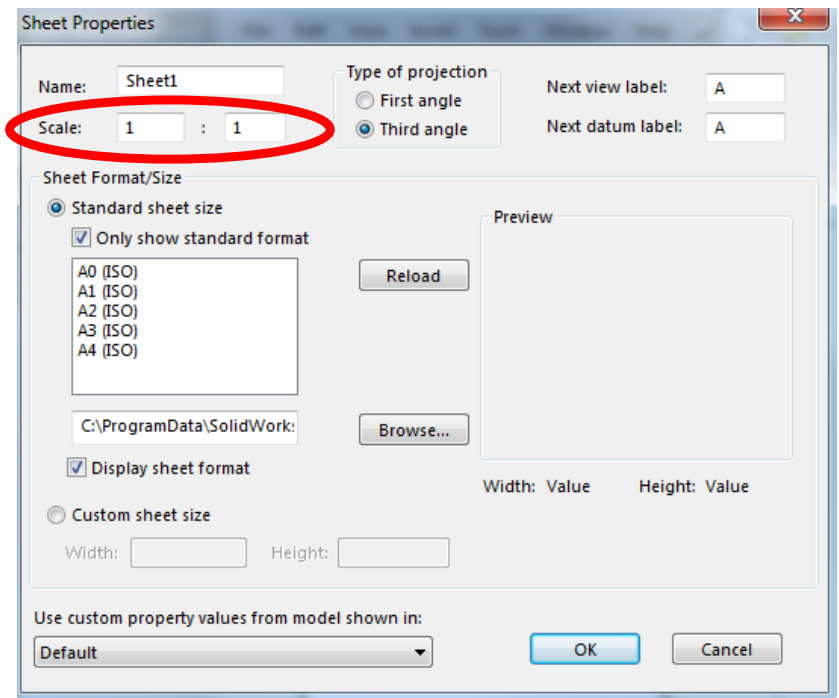 Sheet Properties
Name: Sheet1
Scale: 1 : 1
Type of projection
First angle
Third angle
Next view label: A
Next datum label: A
Sheet Format/Size
Standard sheet size
Only show standard format
A0 (ISO)
A1 (ISO)
A2 (ISO)
A3 (ISO)
A4 (ISO)
Reload
C:\ProgramData\SolidWork:
Browse...
Display sheet format
Custom sheet size
Width:
Height:
Preview
Width: Value Height: Value
Use custom property values from model shown in:
Default
OK
Cancel